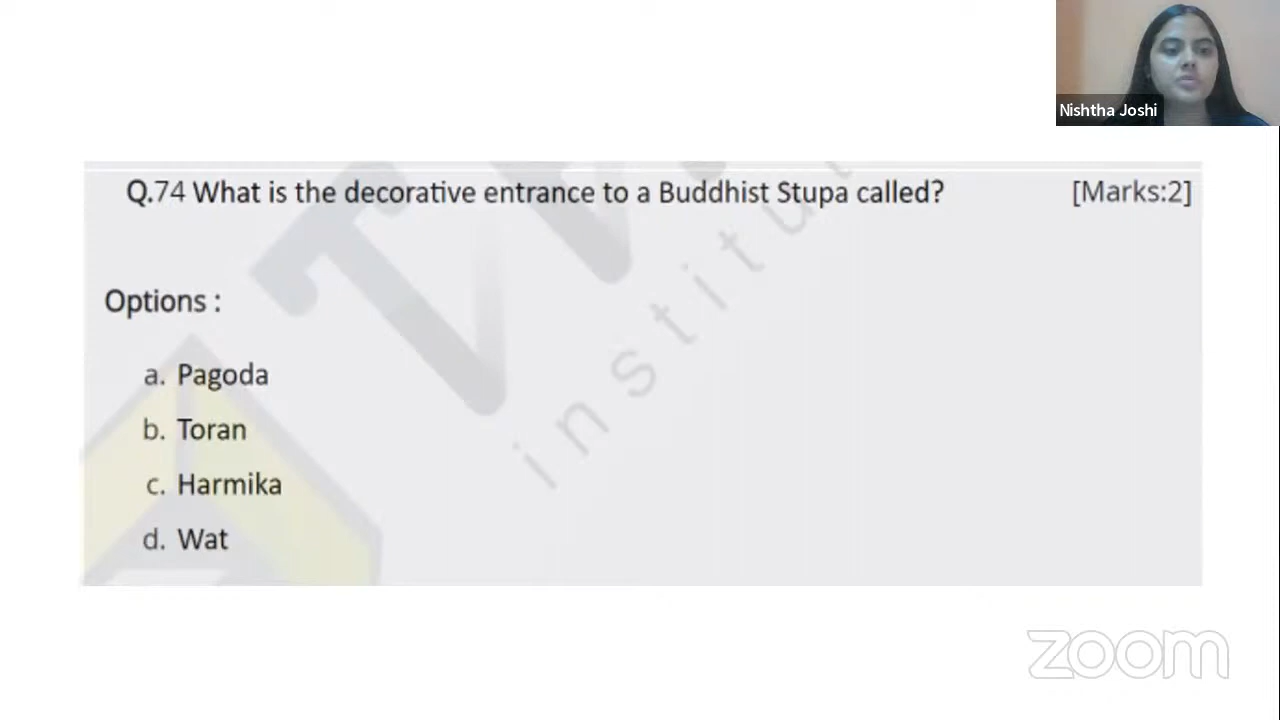 Nishtha Joshi
Q.74 What is the decorative entrance to a Buddhist Stupa called? [Marks:2]
Options :
a. Pagoda
b. Toran
c. Harmika
d. Wat
zoom